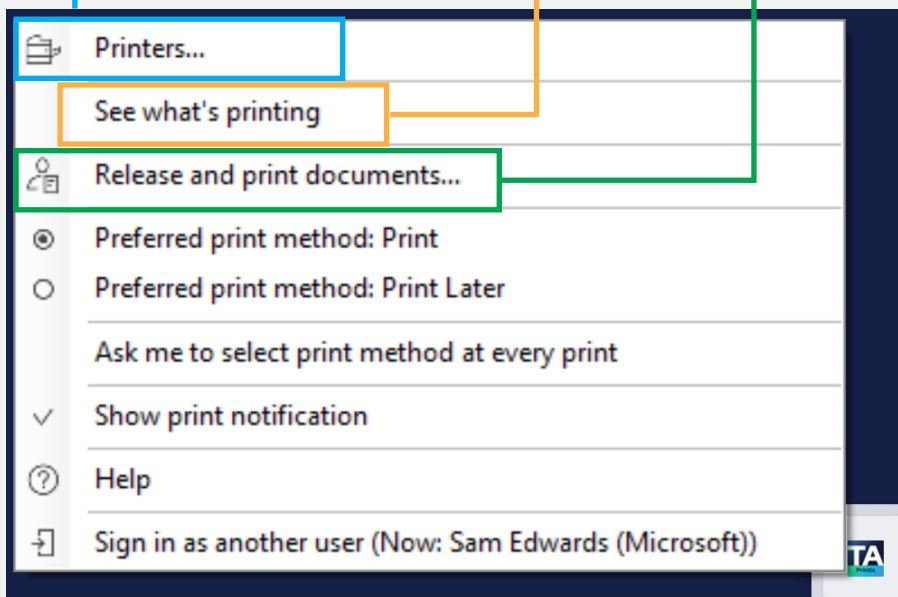 Printers...
See what's printing
Release and print documents...
Preferred print method: Print
Preferred print method: Print Later
Ask me to select print method at every print
Show print notification
Help
Sign in as another user (Now: Sam Edwards (Microsoft))
TA
Printix